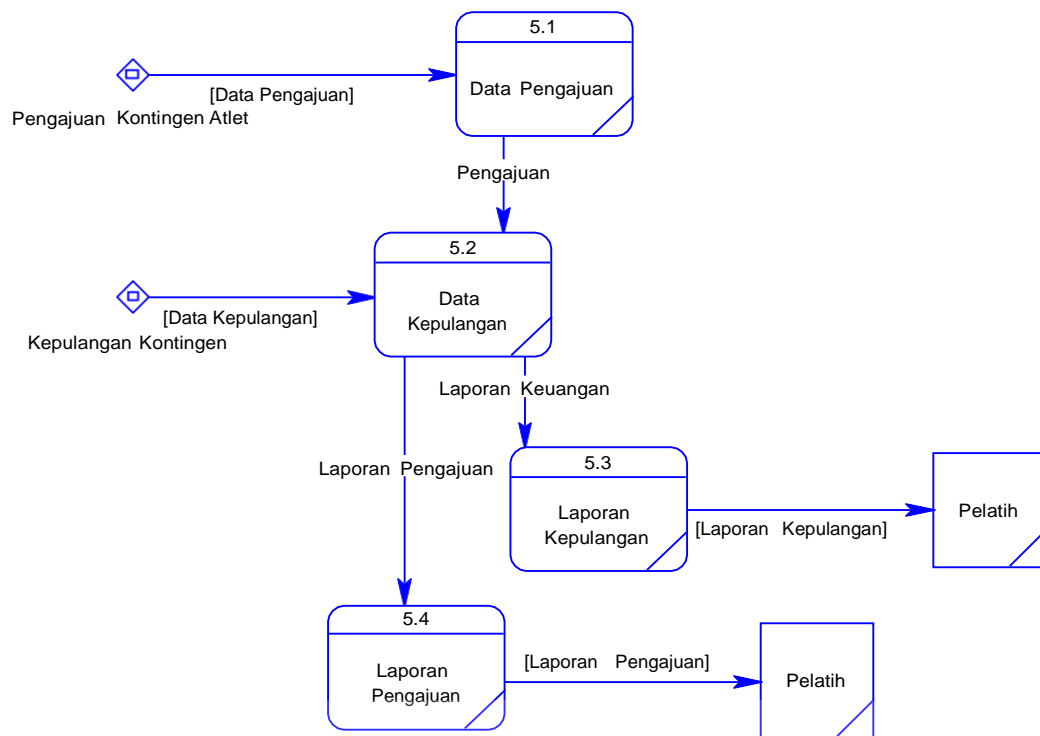 5.1
Data Pengajuan
[Data Pengajuan]
Pengajuan Kontingen Atlet
Pengajuan
5.2
Data
Kepulangan
[Data Kepulangan]
Kepulangan Kontingen
Laporan Keuangan
Laporan Pengajuan
5.3
Laporan
Kepulangan
[Laporan Kepulangan]
Pelatih
5.4
Laporan
Pengajuan
[Laporan Pengajuan]
Pelatih